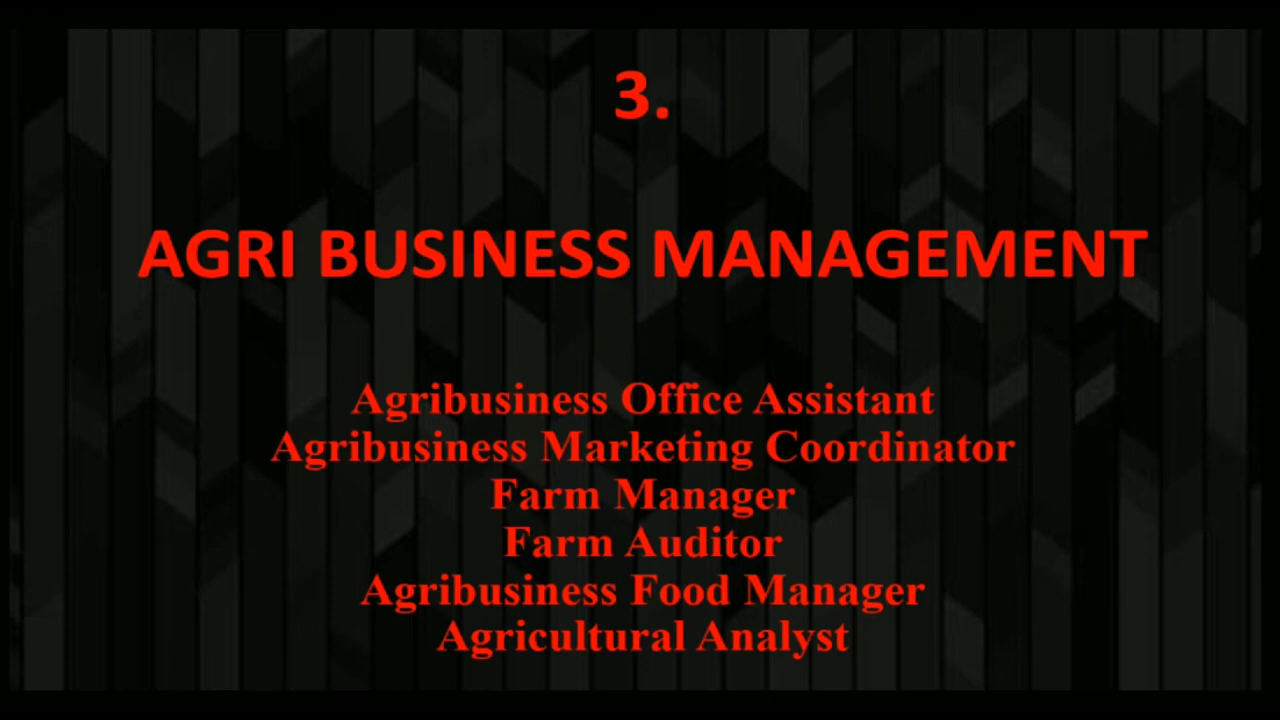 3.
AGRI BUSINESS MANAGEMENT
Agribusiness Office Assistant
Agribusiness Marketing Coordinator
Farm Manager
Farm Auditor
Agribusiness Food Manager
Agricultural Analyst